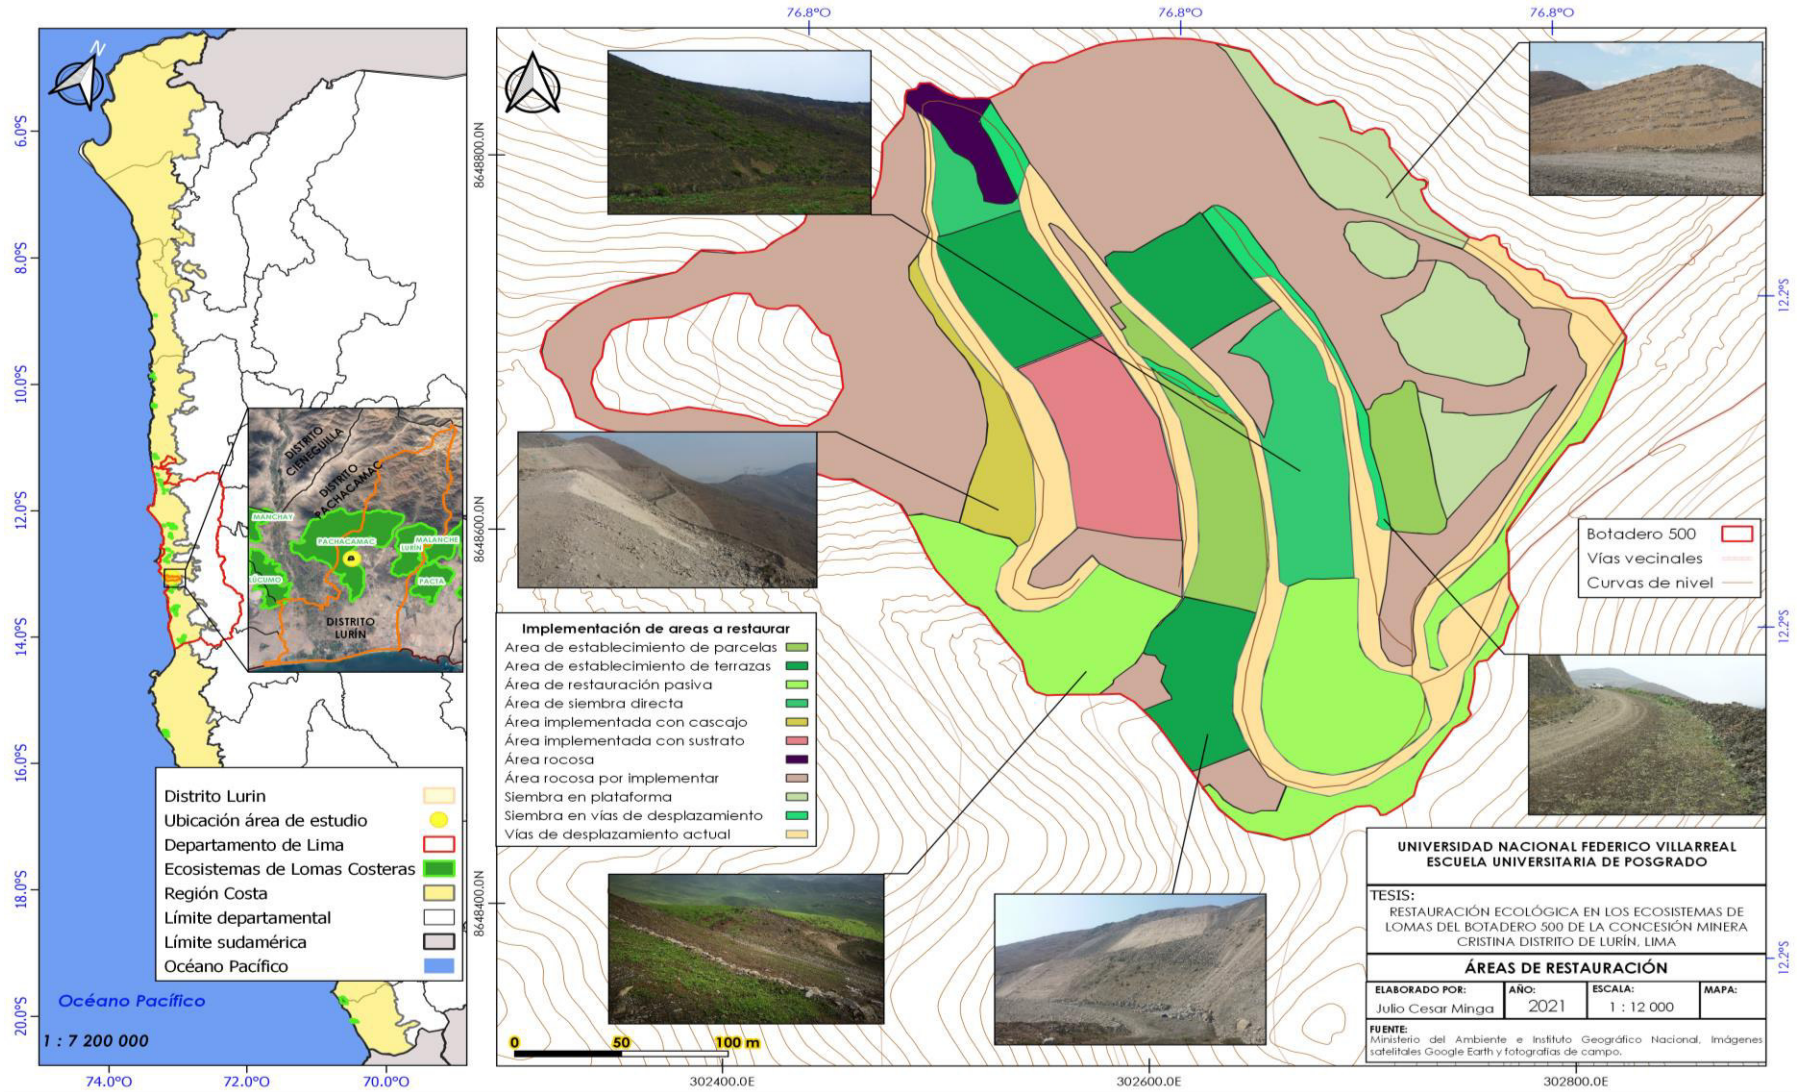 76.8°O
76.8°O
76.8°O
N
6.0°S
8.0°S
10.0°S
12.0°S
14.0°S
16.0°S
18.0°S
20.0°S
8648800.0N
8648600.0N
8648400.0N
12.2°S
12.2°S
12.2°S
DISTRITO
CIENEGUILLA
DISTRITO
PACHACAMAC
MANCHAY
PACHACAMAC
MALANCHE
LURÍN
LÚCUMO
PACTA
DISTRITO
LURÍN
Distrito Lurin
Ubicación área de estudio
Departamento de Lima
Ecosistemas de Lomas Costeras
Región Costa
Límite departamental
Límite sudamérica
Océano Pacífico
Océano Pacífico
1 : 7 200 000
74.0°O
72.0°O
70.0°O
Botadero 500
Vías vecinales
Curvas de nivel
Implementación de areas a restaurar
Area de establecimiento de parcelas
Area de establecimiento de terrazas
Área de restauración pasiva
Área de siembra directa
Área implementada con cascajo
Área implementada con sustrato
Área rocosa
Área rocosa por implementar
Siembra en plataforma
Siembra en vías de desplazamiento
Vías de desplazamiento actual
0 50 100 m
302400.0E
302600.0E
302800.0E
UNIVERSIDAD NACIONAL FEDERICO VILLARREAL
ESCUELA UNIVERSITARIA DE POSGRADO
TESIS:
RESTAURACIÓN ECOLÓGICA EN LOS ECOSISTEMAS DE
LOMAS DEL BOTADERO 500 DE LA CONCESIÓN MINERA
CRISTINA DISTRITO DE LURÍN, LIMA
ÁREAS DE RESTAURACIÓN
ELABORADO POR:
Julio Cesar Minga
AÑO:
2021
ESCALA:
1 : 12 000
MAPA:
FUENTE:
Ministerio del Ambiente e Instituto Geográfico Nacional, Imágenes
satelitales Google Earth y fotografías de campo.